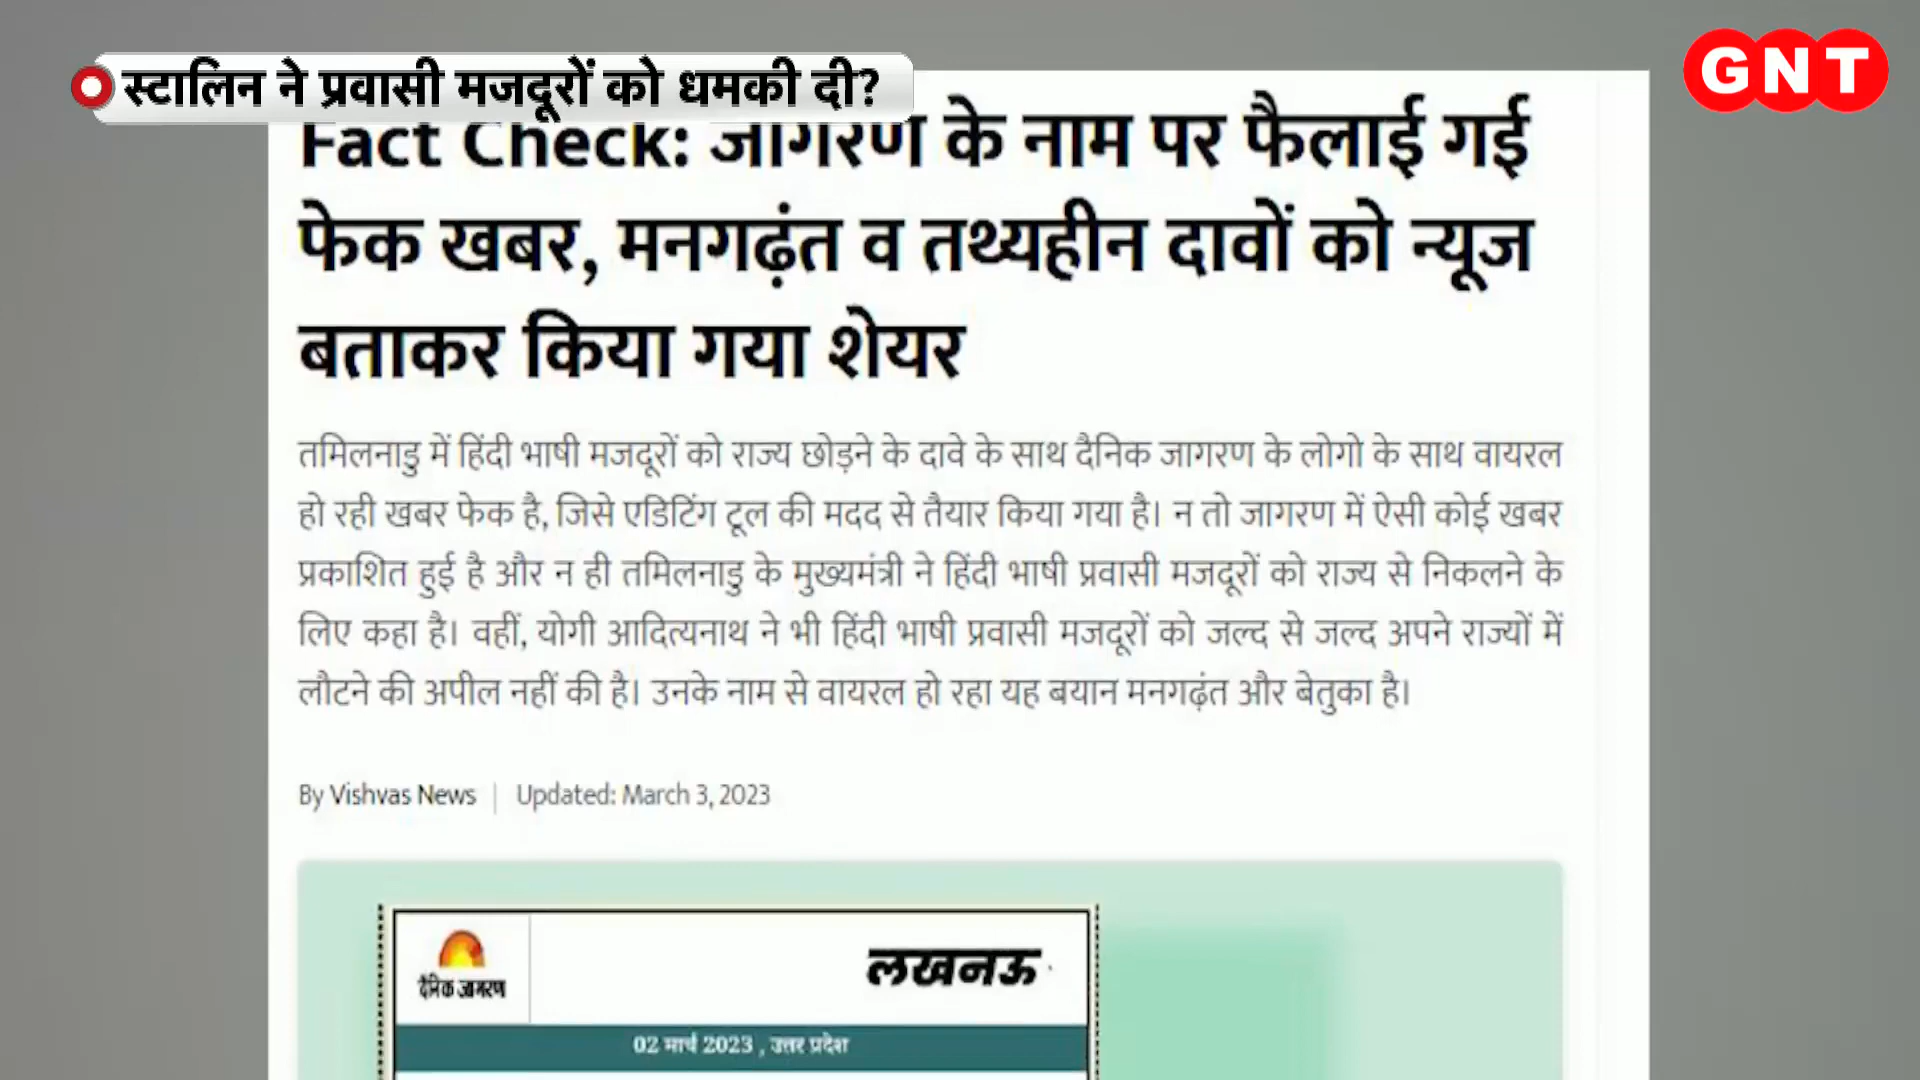 स्टालिन ने प्रवासी मजदूरों को धमकी दी?
GNT
Fact Check: जागरण के नाम पर फैलाई गई
फेक खबर, मनगढ़ंत व तथ्यहीन दावों को न्यूज
बताकर किया गया शेयर
तमिलनाडु में हिंदी भाषी मजदूरों को राज्य छोड़ने के दावे के साथ दैनिक जागरण के लोगो के साथ वायरल
हो रही खबर फेक है, जिसे एडिटिंग टूल की मदद से तैयार किया गया है। न तो जागरण में ऐसी कोई खबर
प्रकाशित हुई है और न ही तमिलनाडु के मुख्यमंत्री ने हिंदी भाषी प्रवासी मजदूरों को राज्य से निकलने के
लिए कहा है। वहीं, योगी आदित्यनाथ ने भी हिंदी भाषी प्रवासी मजदूरों को जल्द से जल्द अपने राज्यों में
लौटने की अपील नहीं की है। उनके नाम से वायरल हो रहा यह बयान मनगढ़ंत और बेतुका है।
By Vishvas News | Updated: March 3, 2023
दैनिक जागरण
लखनऊ
02 मार्च 2023 , उत्तर प्रदेश